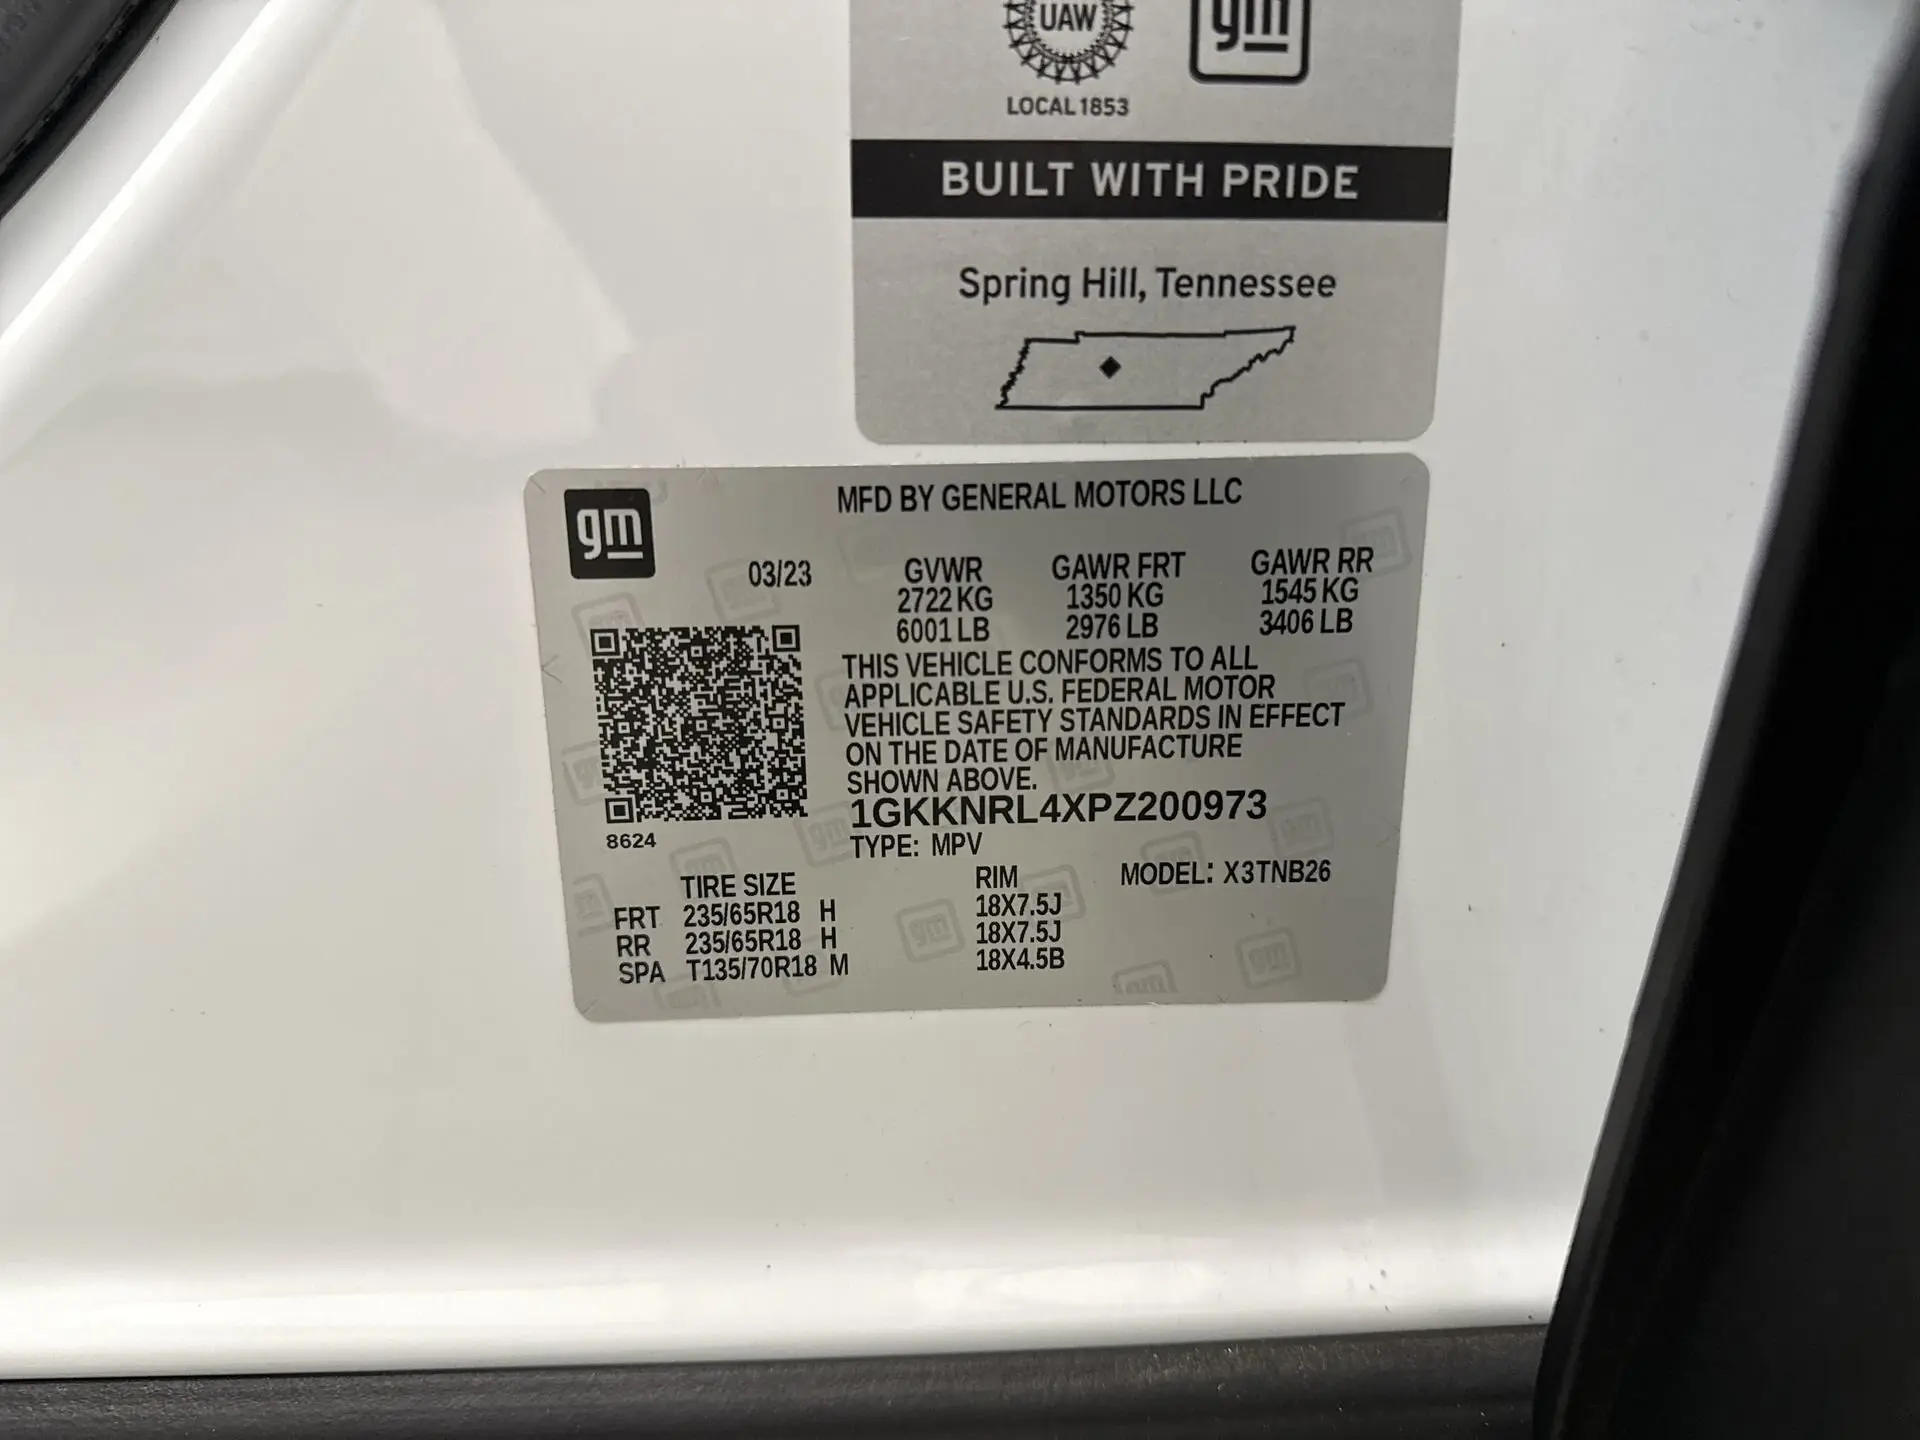 UAW
gm
LOCAL 1853
BUILT WITH PRIDE
Spring Hill, Tennessee
gm
MFD BY GENERAL MOTORS LLC
03/23 GVWR GAWR FRT GAWR RR
2722 KG 1350 KG 1545 KG
6001 LB 2976 LB 3406 LB
THIS VEHICLE CONFORMS TO ALL
APPLICABLE U.S. FEDERAL MOTOR
VEHICLE SAFETY STANDARDS IN EFFECT
ON THE DATE OF MANUFACTURE
SHOWN ABOVE.
1GKKNRL4XPZ200973
8624
TYPE: MPV
TIRE SIZE RIM MODEL: X3TNB26
FRT 235/65R18 H 18X7.5J
RR 235/65R18 H 18X7.5J
SPA T135/70R18 M 18X4.5B